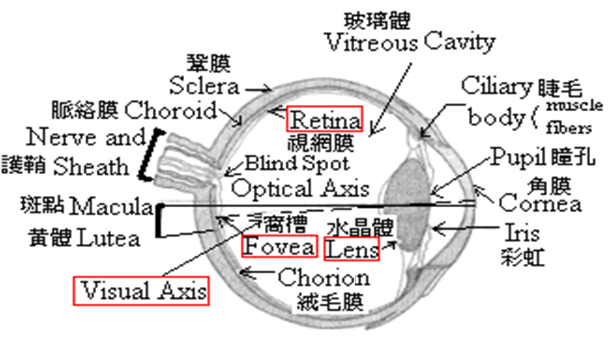 玻璃體
Vitreous Cavity
鞏膜
Sclera
脈絡膜 Choroid
Nerve and
護鞘 Sheath
Retina
視網膜
Blind Spot
Optical Axis
Ciliary 睫毛
body ( muscle
fibers
Pupil 瞳孔
角膜
Cornea
斑點 Macula
黃體 Lutea
窩槽
Fovea
水晶體
Lens
Iris
彩虹
Visual Axis
Chorion
絨毛膜